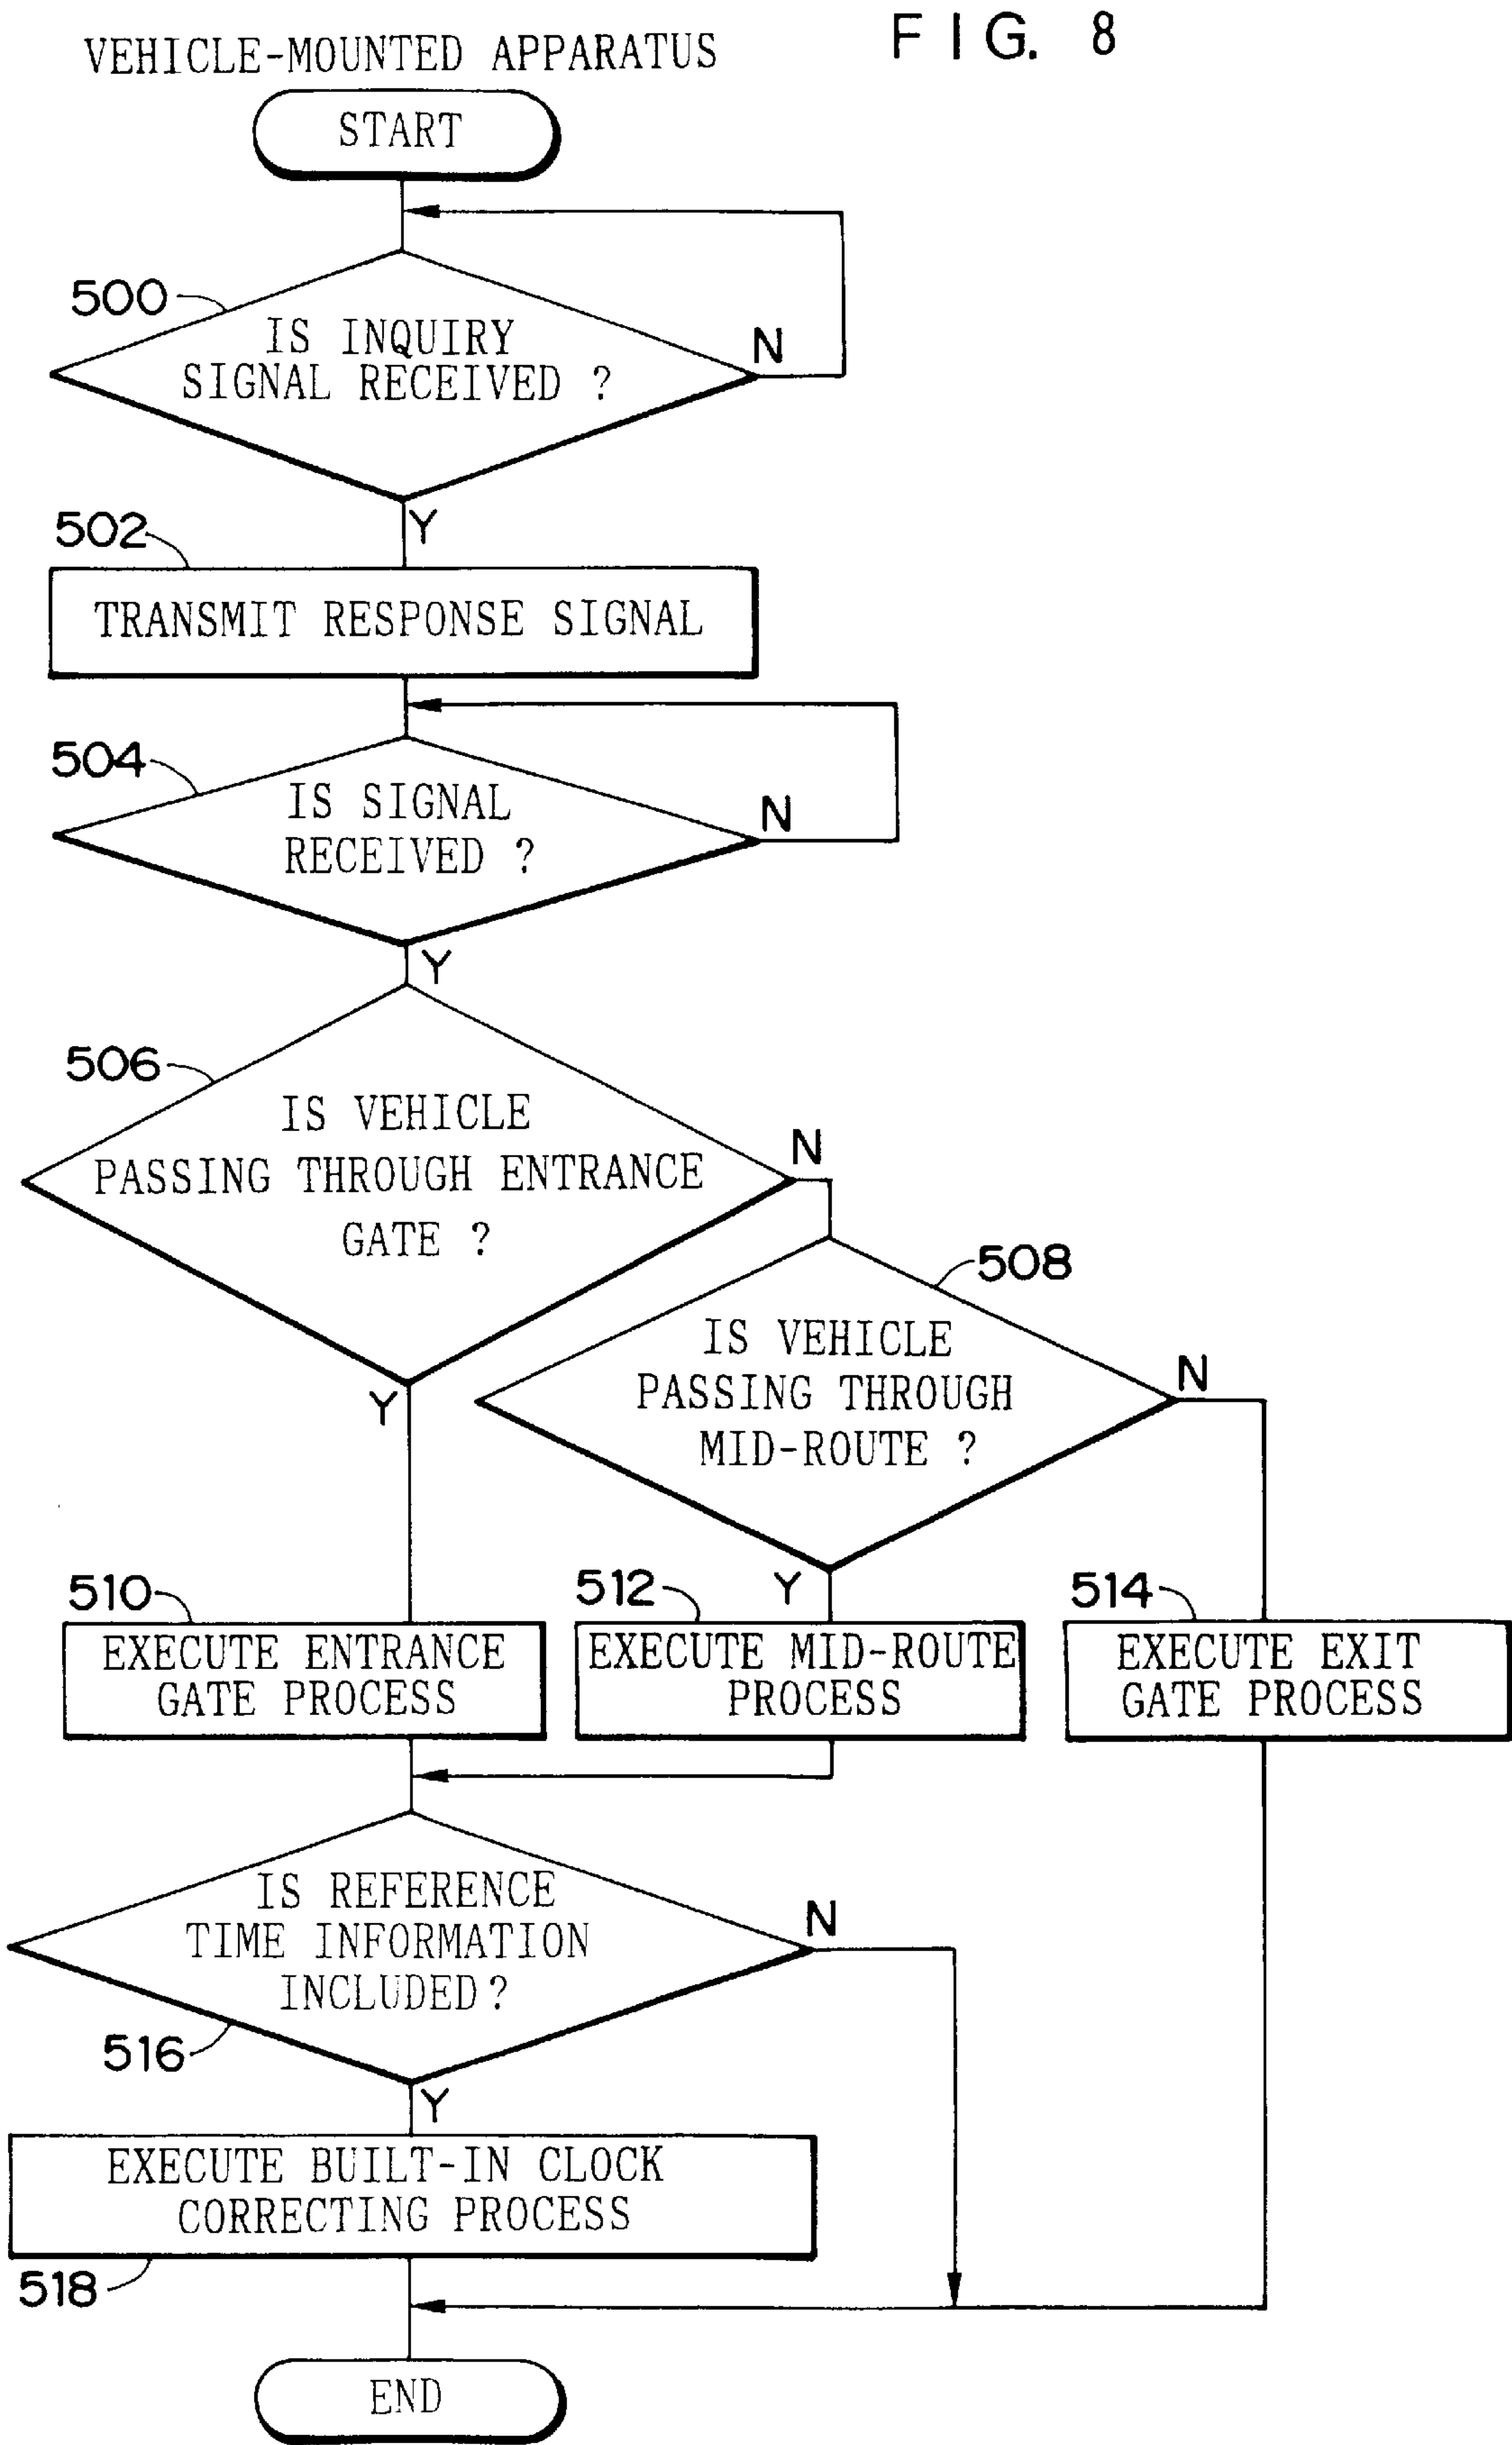 FIG. 8
VEHICLE-MOUNTED APPARATUS
START
500
IS INQUIRY
SIGNAL RECEIVED ?
N
Y
502
TRANSMIT RESPONSE SIGNAL
504
IS SIGNAL
RECEIVED ?
N
Y
506
IS VEHICLE
PASSING THROUGH ENTRANCE
GATE ?
N
Y
508
IS VEHICLE
PASSING THROUGH
MID-ROUTE ?
N
Y
510
EXECUTE ENTRANCE
GATE PROCESS
512
EXECUTE MID-ROUTE
PROCESS
514
EXECUTE EXIT
GATE PROCESS
IS REFERENCE
TIME INFORMATION
INCLUDED ?
N
516
Y
EXECUTE BUILT-IN CLOCK
CORRECTING PROCESS
518
END